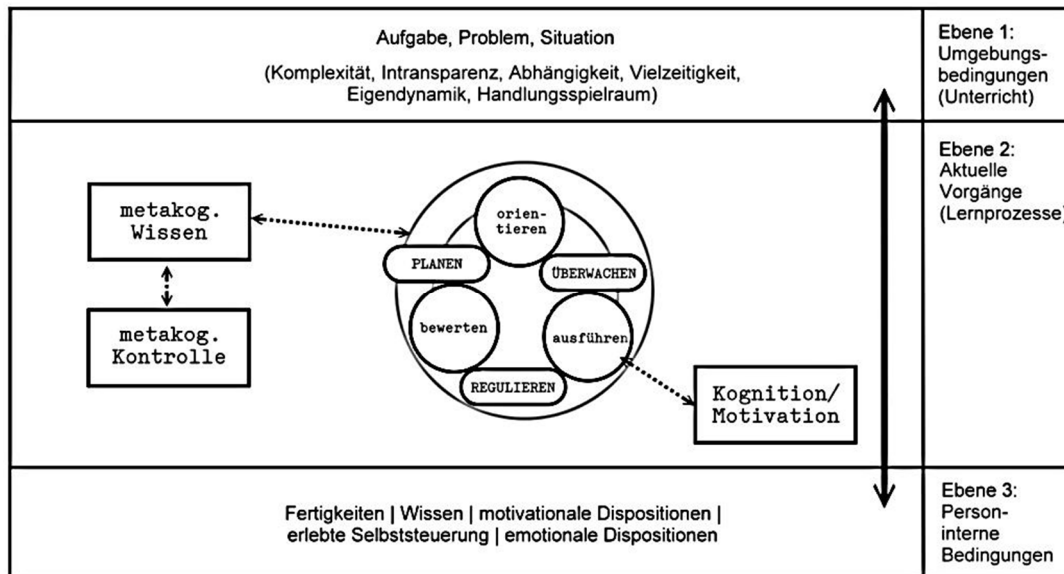 Aufgabe, Problem, Situation
(Komplexität, Intransparenz, Abhängigkeit, Vielzeitigkeit,
Eigendynamik, Handlungsspielraum)
Ebene 1:
Umgebungs-
bedingungen
(Unterricht)
Ebene 2:
Aktuelle
Vorgänge
(Lernprozesse)
metakog.
Wissen
metakog.
Kontrolle
orien-
tieren
PLANEN
ÜBERWACHEN
bewerten
ausführen
REGULIEREN
Kognition/
Motivation
Fertigkeiten | Wissen | motivationale Dispositionen |
erlebte Selbststeuerung | emotionale Dispositionen
Ebene 3:
Person-
interne
Bedingungen